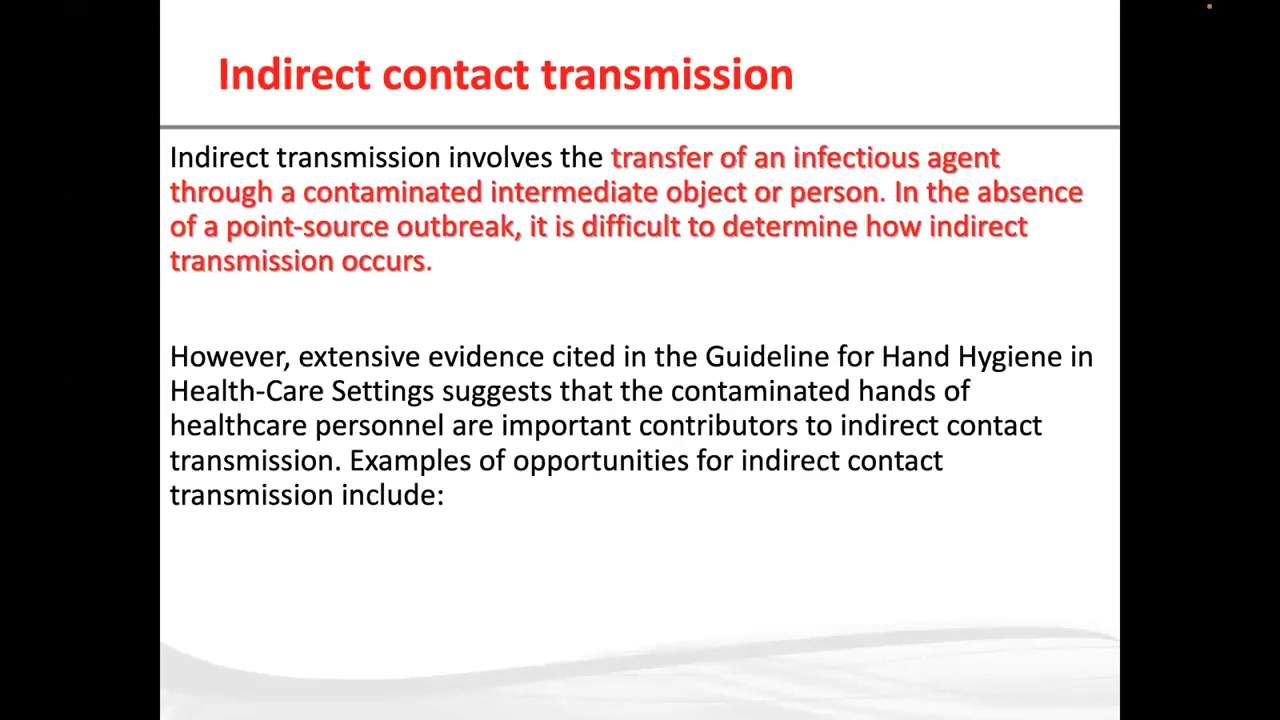 Indirect contact transmission
Indirect transmission involves the transfer of an infectious agent
through a contaminated intermediate object or person. In the absence
of a point-source outbreak, it is difficult to determine how indirect
transmission occurs.
However, extensive evidence cited in the Guideline for Hand Hygiene in
Health-Care Settings suggests that the contaminated hands of
healthcare personnel are important contributors to indirect contact
transmission. Examples of opportunities for indirect contact
transmission include: